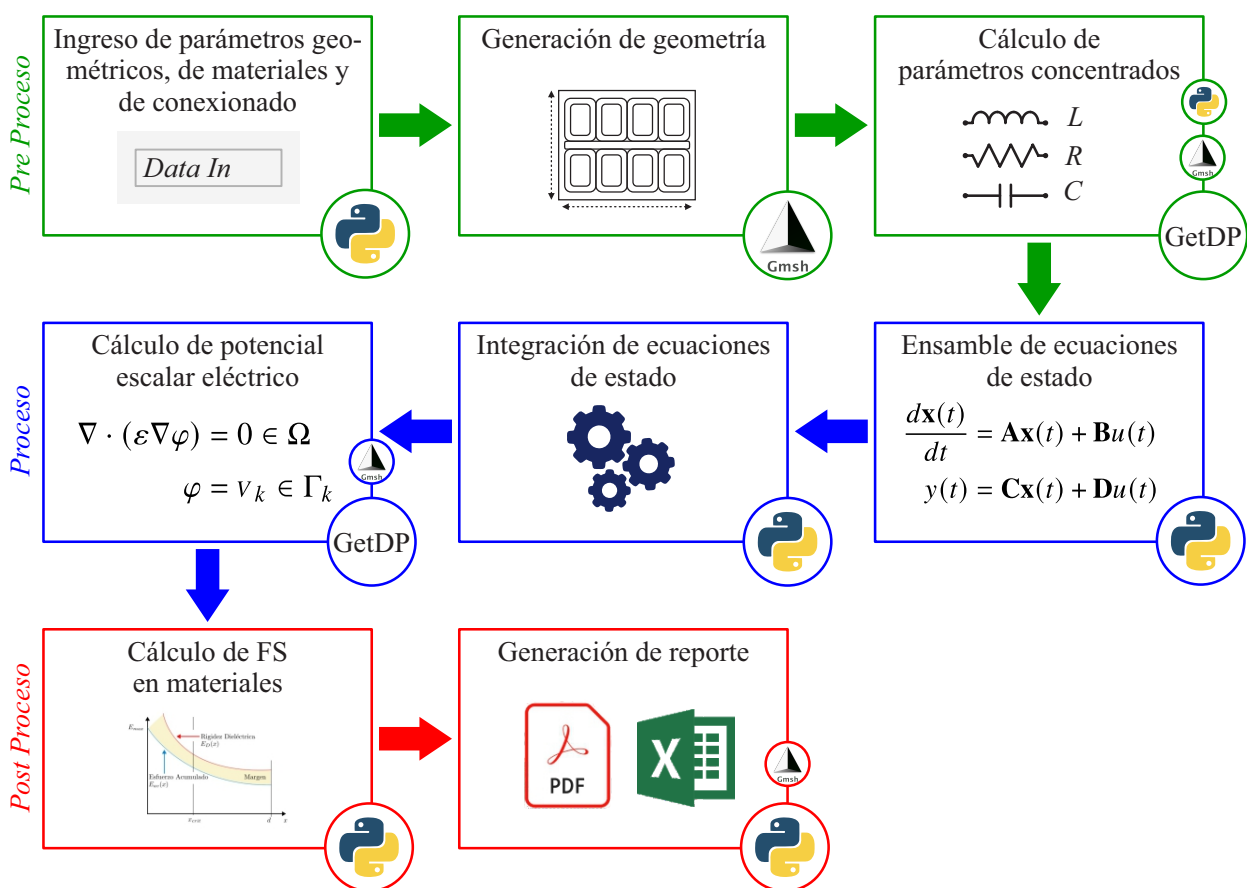 Pre Proceso
Ingreso de parámetros geo-
métricos, de materiales y
de conexionado
Data In
Generación de geometría
Gmsh
Cálculo de
parámetros concentrados
L
R
C
Gmsh
GetDP
Proceso
Cálculo de potencial
escalar eléctrico
∇ · (ε∇φ) = 0 ∈ Ω
φ = v_k ∈ Γ_k
Gmsh
GetDP
Integración de ecuaciones
de estado
Ensamble de ecuaciones
de estado
dx(t)/dt = Ax(t) + Bu(t)
y(t) = Cx(t) + Du(t)
Post Proceso
Cálculo de FS
en materiales
E_max
Rigidez Dieléctrica
E_D(x)
Esfuerzo Acumulado
E_ac(x)
Margen
d
x
Generación de reporte
PDF
X
Gmsh